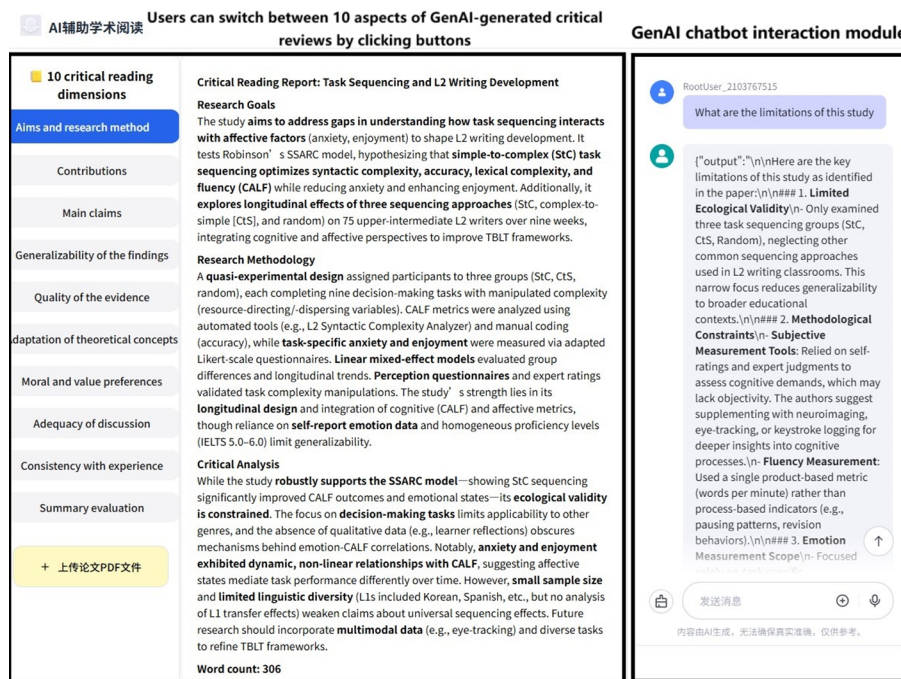 AI辅助学术阅读
Users can switch between 10 aspects of GenAI-generated critical
reviews by clicking buttons
GenAI chatbot interaction module
10 critical reading
dimensions
Aims and research method
Contributions
Main claims
Generalizability of the findings
Quality of the evidence
daptation of theoretical concepts
Moral and value preferences
Adequacy of discussion
Consistency with experience
Summary evaluation
+ 上传论文PDF文件
Critical Reading Report: Task Sequencing and L2 Writing Development
Research Goals
The study aims to address gaps in understanding how task sequencing interacts
with affective factors (anxiety, enjoyment) to shape L2 writing development. It
tests Robinson’s SSARC model, hypothesizing that simple-to-complex (StC) task
sequencing optimizes syntactic complexity, accuracy, lexical complexity, and
fluency (CALF) while reducing anxiety and enhancing enjoyment. Additionally, it
explores longitudinal effects of three sequencing approaches (StC, complex-to-
simple [CtS], and random) on 75 upper-intermediate L2 writers over nine weeks,
integrating cognitive and affective perspectives to improve TBLT frameworks.
Research Methodology
A quasi-experimental design assigned participants to three groups (StC, CtS,
random), each completing nine decision-making tasks with manipulated complexity
(resource-directing/-dispersing variables). CALF metrics were analyzed using
automated tools (e.g., L2 Syntactic Complexity Analyzer) and manual coding
(accuracy), while task-specific anxiety and enjoyment were measured via adapted
Likert-scale questionnaires. Linear mixed-effect models evaluated group
differences and longitudinal trends. Perception questionnaires and expert ratings
validated task complexity manipulations. The study’s strength lies in its
longitudinal design and integration of cognitive (CALF) and affective metrics,
though reliance on self-report emotion data and homogeneous proficiency levels
(IELTS 5.0–6.0) limit generalizability.
Critical Analysis
While the study robustly supports the SSARC model—showing StC sequencing
significantly improved CALF outcomes and emotional states—its ecological validity
is constrained. The focus on decision-making tasks limits applicability to other
genres, and the absence of qualitative data (e.g., learner reflections) obscures
mechanisms behind emotion-CALF correlations. Notably, anxiety and enjoyment
exhibited dynamic, non-linear relationships with CALF, suggesting affective
states mediate task performance differently over time. However, small sample size
and limited linguistic diversity (L1s included Korean, Spanish, etc., but no analysis
of L1 transfer effects) weaken claims about universal sequencing effects. Future
research should incorporate multimodal data (e.g., eye-tracking) and diverse tasks
to refine TBLT frameworks.
Word count: 306
RootUser_2103767515
What are the limitations of this study
{"output":"\n\nHere are the key
limitations of this study as identified
in the paper:\n\n### 1. Limited
Ecological Validity\n- Only examined
three task sequencing groups (StC,
CtS, Random), neglecting other
common sequencing approaches
used in L2 writing classrooms. This
narrow focus reduces generalizability
to broader educational
contexts.\n\n### 2. Methodological
Constraints\n- Subjective
Measurement Tools: Relied on self-
ratings and expert judgments to
assess cognitive demands, which may
lack objectivity. The authors suggest
supplementing with neuroimaging,
eye-tracking, or keystroke logging for
deeper insights into cognitive
processes.\n- Fluency Measurement:
Used a single product-based metric
(words per minute) rather than
process-based indicators (e.g.,
pausing patterns, revision
behaviors).\n\n### 3. Emotion
Measurement Scope\n- Focused
发送消息
内容由AI生成，无法确保真实准确，仅供参考。